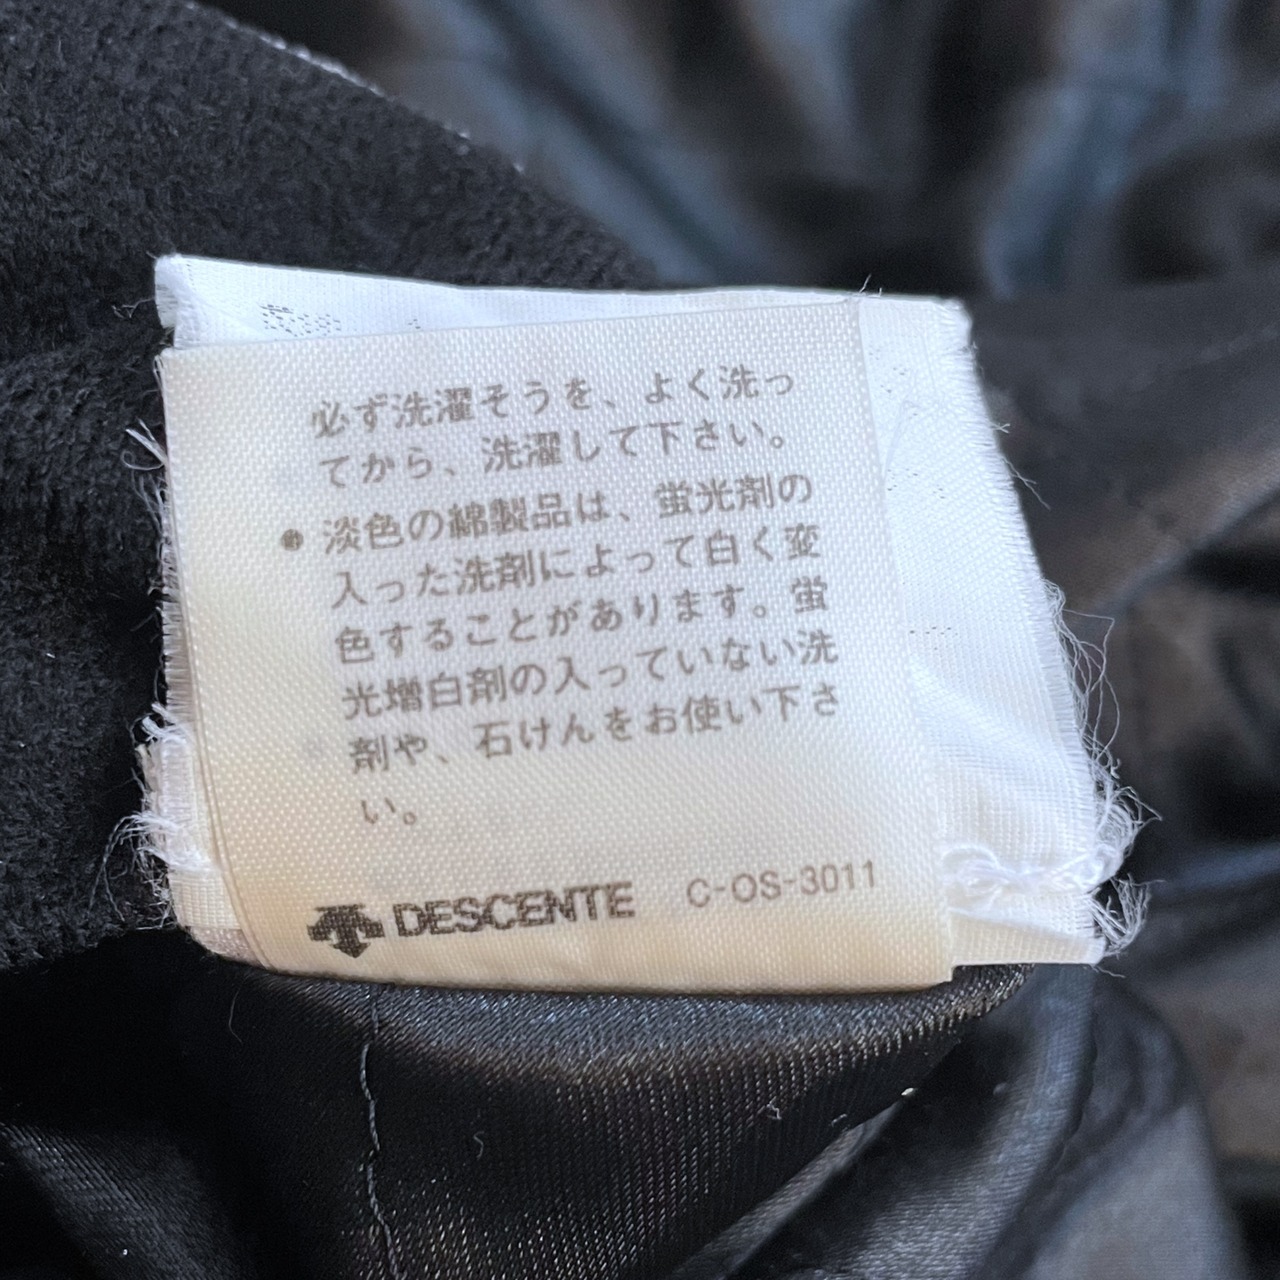 必ず洗濯そうを、よく洗っ
てから、洗濯して下さい。
● 淡色の綿製品は、蛍光剤の
入った洗剤によって白く変
色することがあります。蛍
光増白剤の入っていない洗
剤や、石けんをお使い下さ
い。
DESCENTE C-OS-3011